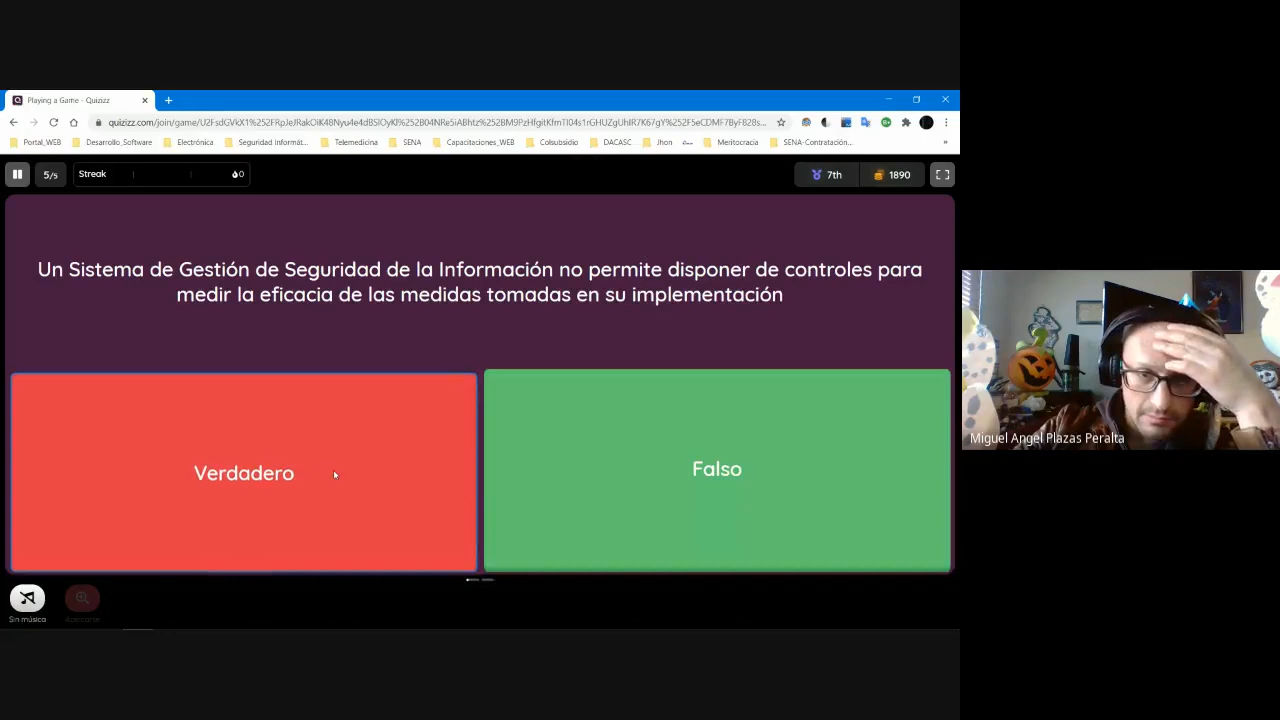 Playing a Game - Quizizz
Portal_WEB
Desarrollo_Software
Electrónica
Seguridad Informát...
Telemedicina
SENA
Capacitaciones_WEB
Colsubsidio
DACASC...
Jhon
Meritocracia
SENA-Contratación...
5/5
Streak
0
7th
1890
Un Sistema de Gestión de Seguridad de la Información no permite disponer de controles para
medir la eficacia de las medidas tomadas en su implementación
Verdadero
Falso
Miguel Angel Plazas Peralta
Sin música
Acercarse